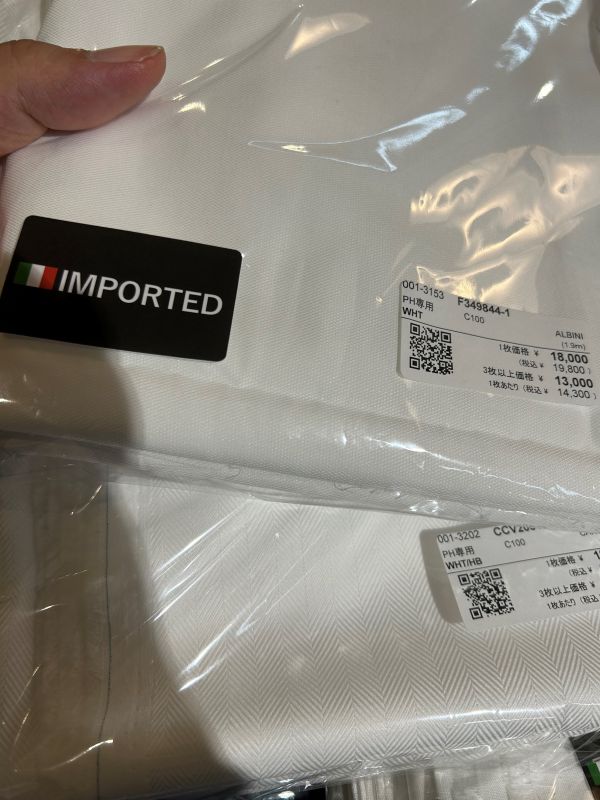 IMPORTED
001-3153 F349844-1
PH専用 C100
WHT ALBINI
(1.9m)
1枚価格 ¥ 18,000
(税込 ¥ 19,800 )
3枚以上価格 ¥ 13,000
1枚あたり (税込 ¥ 14,300 )
001-3202
PH専用 C100
WHT/HB
1枚価格 ¥
(税込 ¥
3枚以上価格 ¥
1枚あたり (税込 ¥